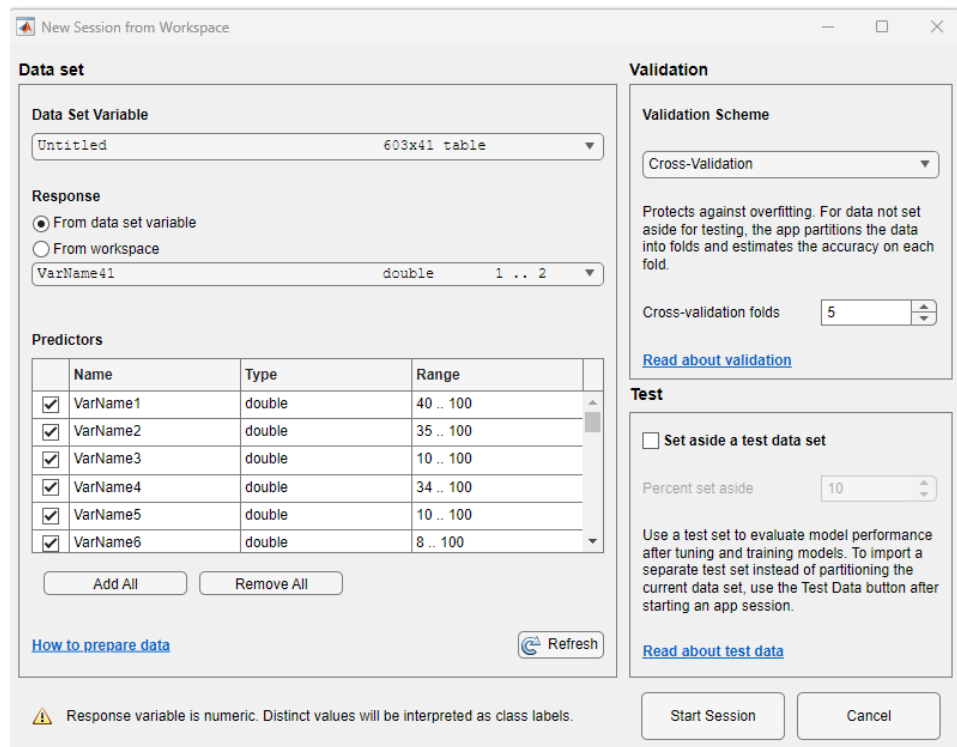 New Session from Workspace
Data set
Data Set Variable
Untitled 603x41 table
Response
From data set variable
From workspace
VarName41 double 1 .. 2
Predictors
Name Type Range
VarName1 double 40 .. 100
VarName2 double 35 .. 100
VarName3 double 10 .. 100
VarName4 double 34 .. 100
VarName5 double 10 .. 100
VarName6 double 8 .. 100
Add All Remove All
How to prepare data Refresh
Validation
Validation Scheme
Cross-Validation
Protects against overfitting. For data not set
aside for testing, the app partitions the data
into folds and estimates the accuracy on each
fold.
Cross-validation folds 5
Read about validation
Test
Set aside a test data set
Percent set aside 10
Use a test set to evaluate model performance
after tuning and training models. To import a
separate test set instead of partitioning the
current data set, use the Test Data button after
starting an app session.
Read about test data
Response variable is numeric. Distinct values will be interpreted as class labels.
Start Session Cancel